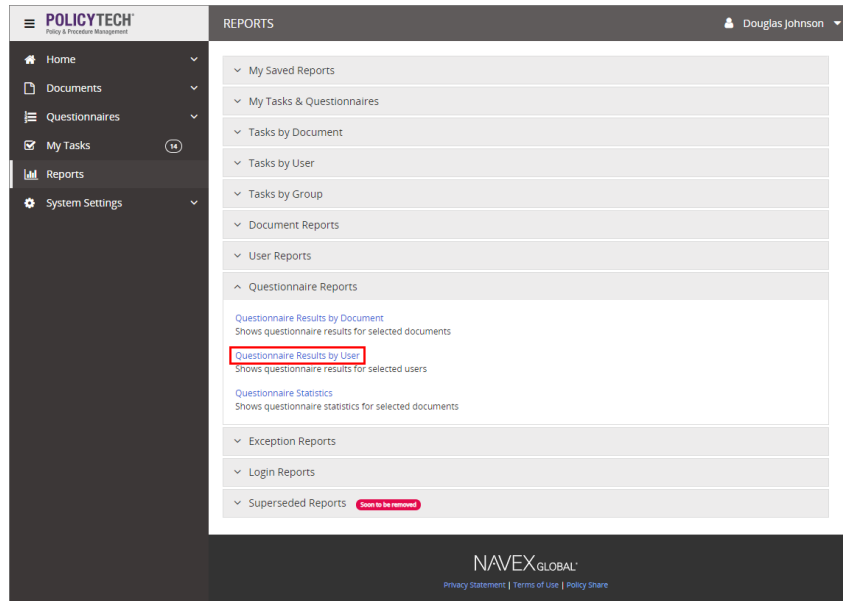 POLICYTECH
Policy & Procedure Management
REPORTS
Douglas Johnson
Home
Documents
Questionnaires
My Tasks 14
Reports
System Settings
My Saved Reports
My Tasks & Questionnaires
Tasks by Document
Tasks by User
Tasks by Group
Document Reports
User Reports
Questionnaire Reports
Questionnaire Results by Document
Shows questionnaire results for selected documents
Questionnaire Results by User
Shows questionnaire results for selected users
Questionnaire Statistics
Shows questionnaire statistics for selected documents
Exception Reports
Login Reports
Superseded Reports Soon to be removed
NAVEX GLOBAL
Privacy Statement | Terms of Use | Policy Share